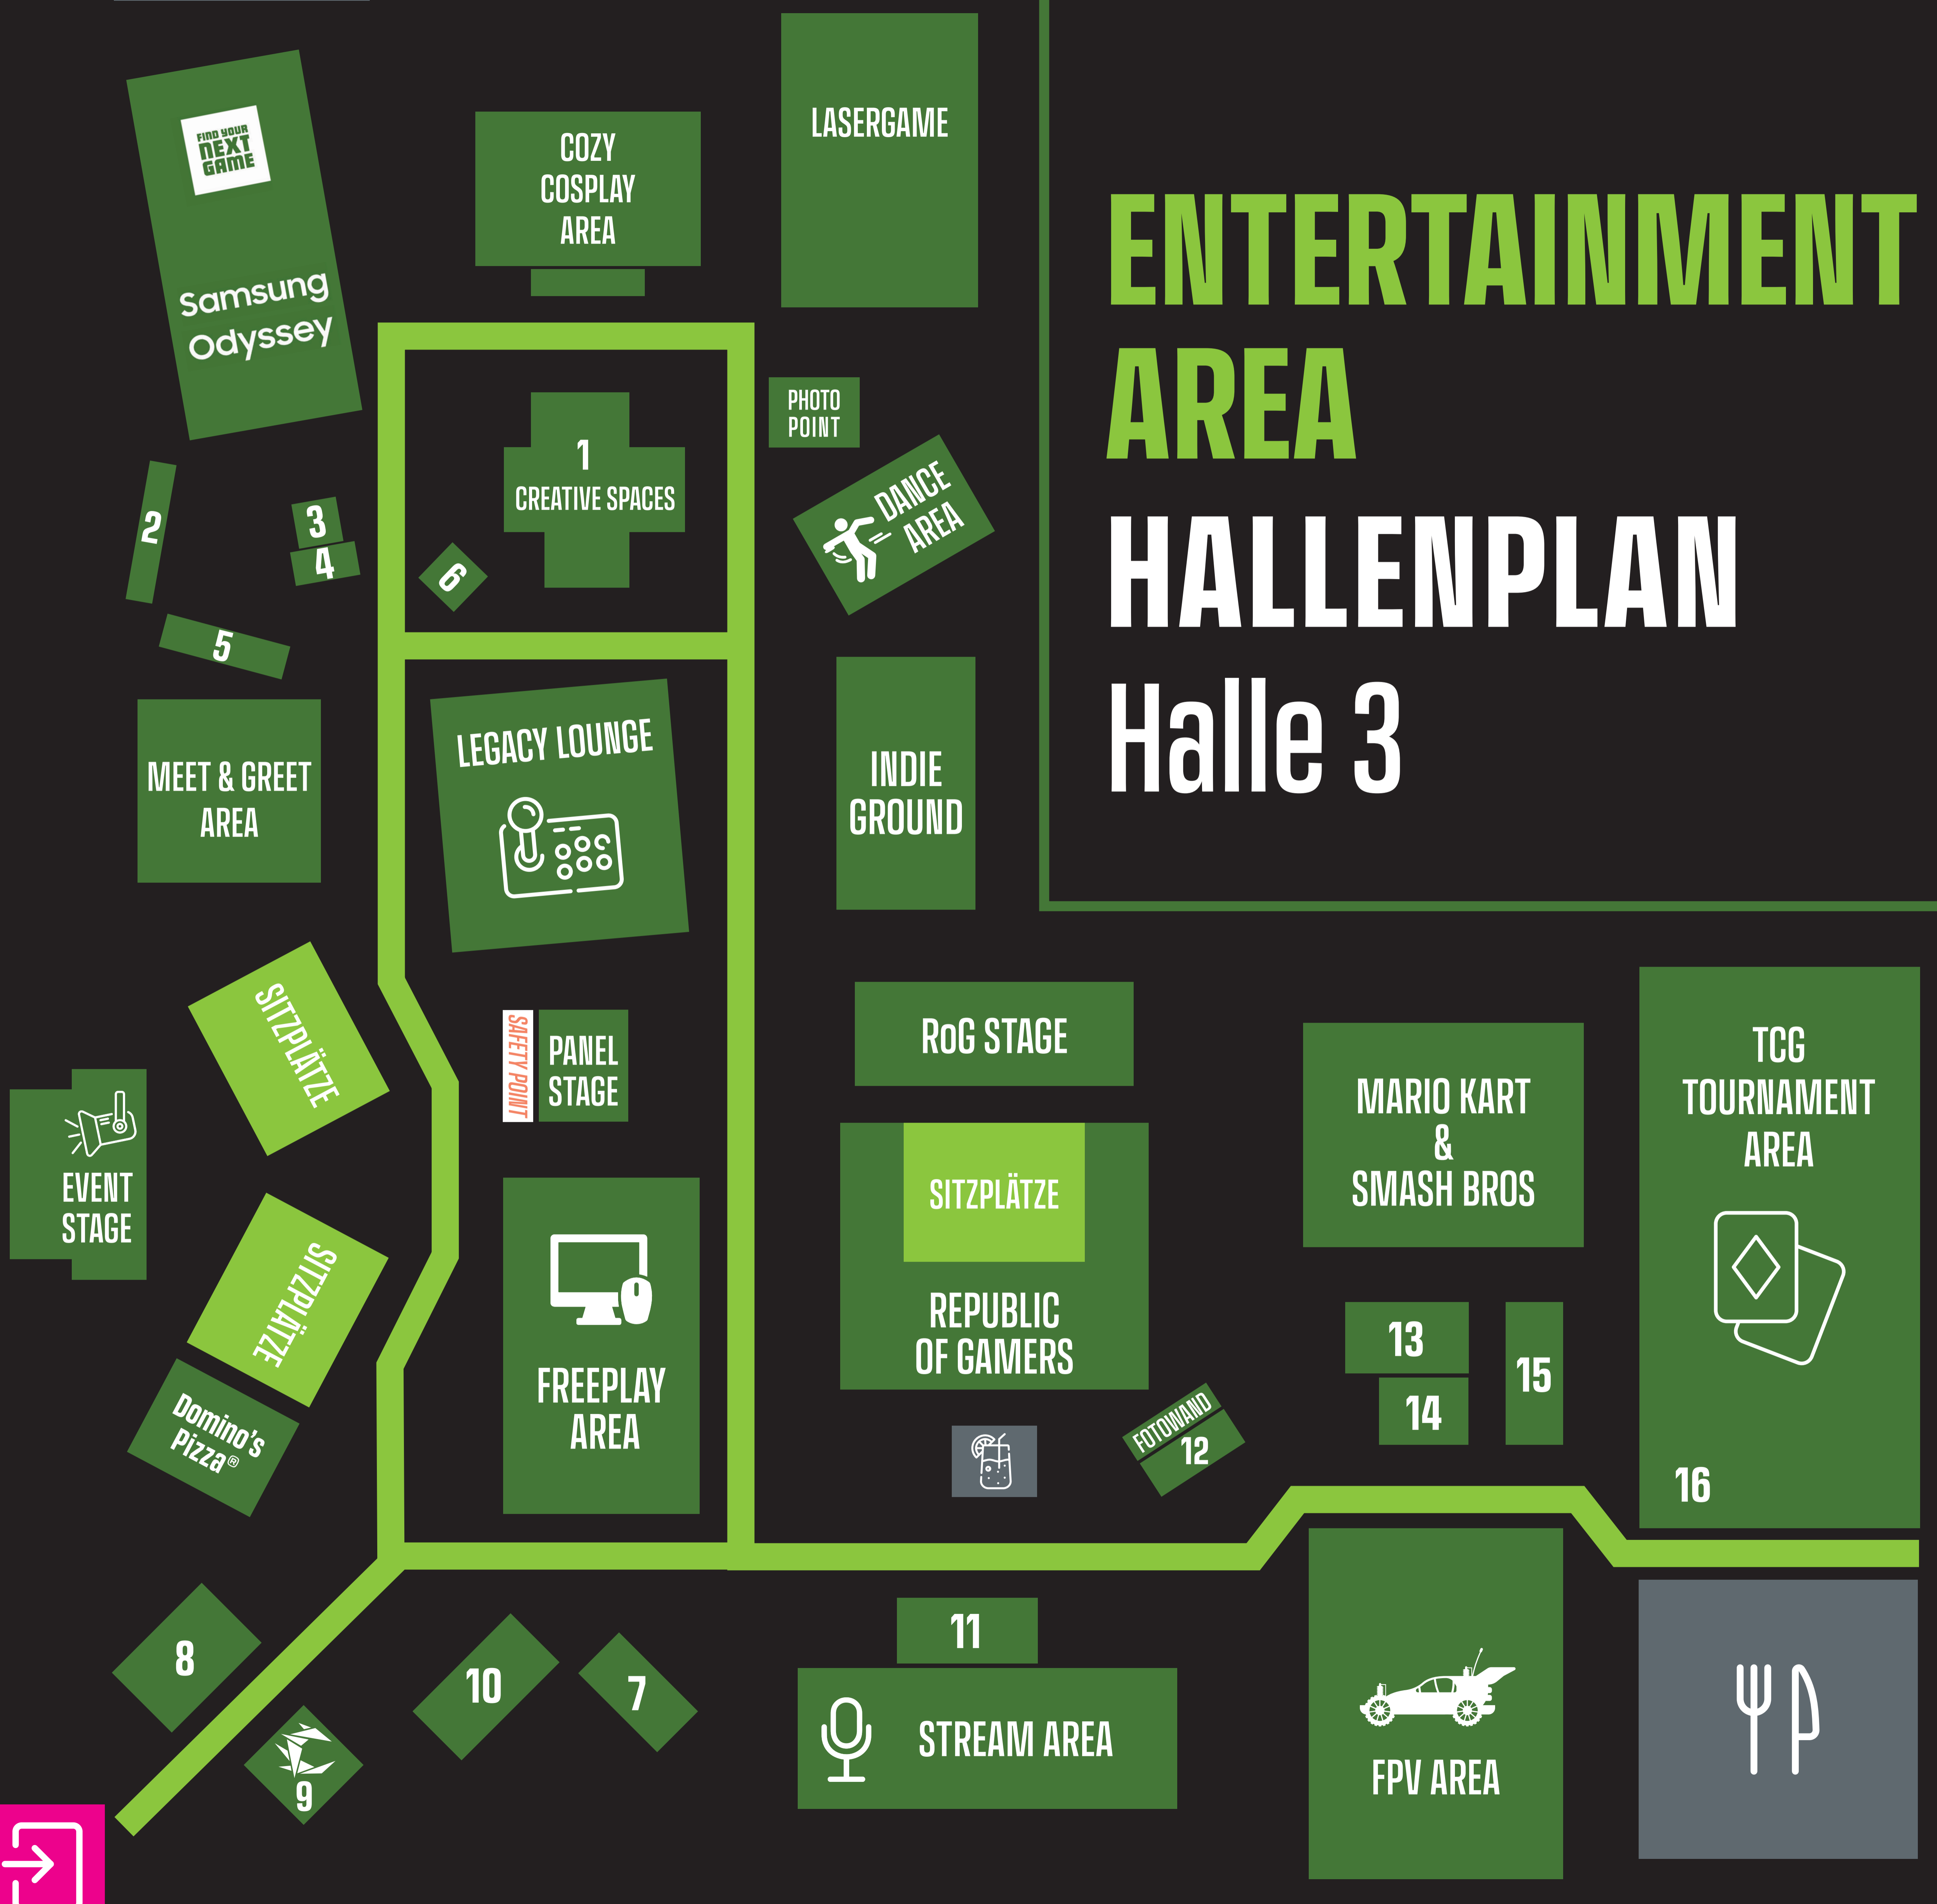 FIND YOUR
NEXT
GAME
Samsung
Odyssey
COZY
COSPLAY
AREA
LASERGAME
ENTERTAINMENT
AREA
HALLENPLAN
Halle 3
1
CREATIVE SPACES
PHOTO
POINT
DANCE
AREA
2
3
4
5
6
MEET & GREET
AREA
LEGACY LOUNGE
INDIE
GROUND
SITZPLÄTZE
EVENT
STAGE
SITZPLÄTZE
Domino's
Pizza®
SAFETY POINT
PANEL
STAGE
FREEPLAY
AREA
RoG STAGE
SITZPLÄTZE
REPUBLIC
OF GAMERS
MARIO KART
&
SMASH BROS
TCG
TOURNAMENT
AREA
16
13
14
15
FOTOWAND
12
8
9
10
7
11
STREAM AREA
FPV AREA